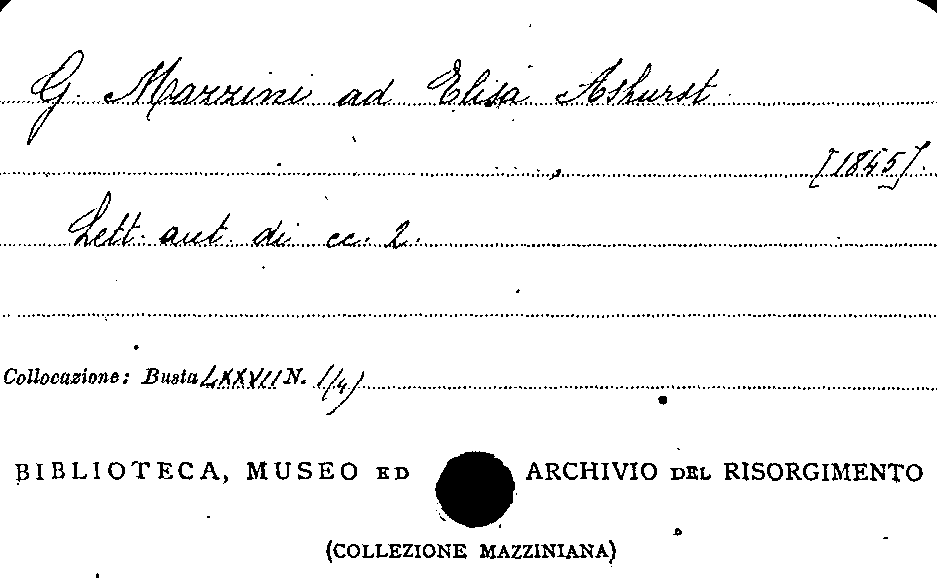 G. Mazzini ad Elisa Ashurst
[1845].
Lett. aut. di cc. 2.
Collocazione: Busta LXXVII N. 1(4)
BIBLIOTECA, MUSEO ED ARCHIVIO DEL RISORGIMENTO
(COLLEZIONE MAZZINIANA)